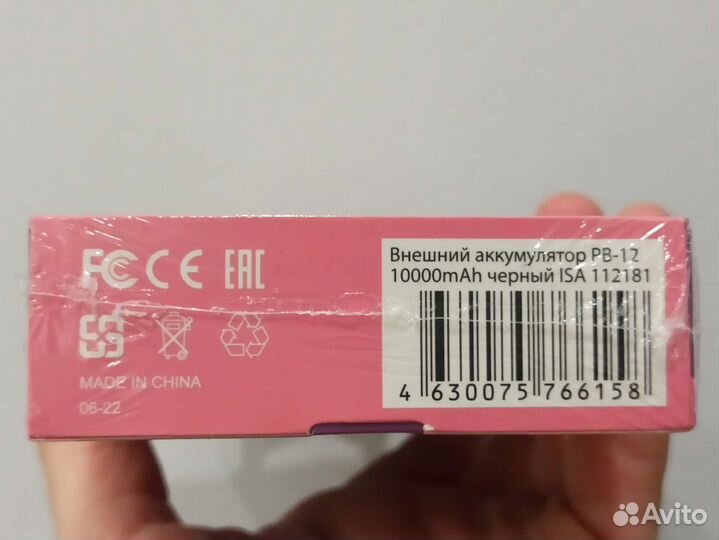 FC CE EAC
MADE IN CHINA
06-22
Внешний аккумулятор PB-12
10000mAh черный ISA 112181
4 630075 766158
Avito